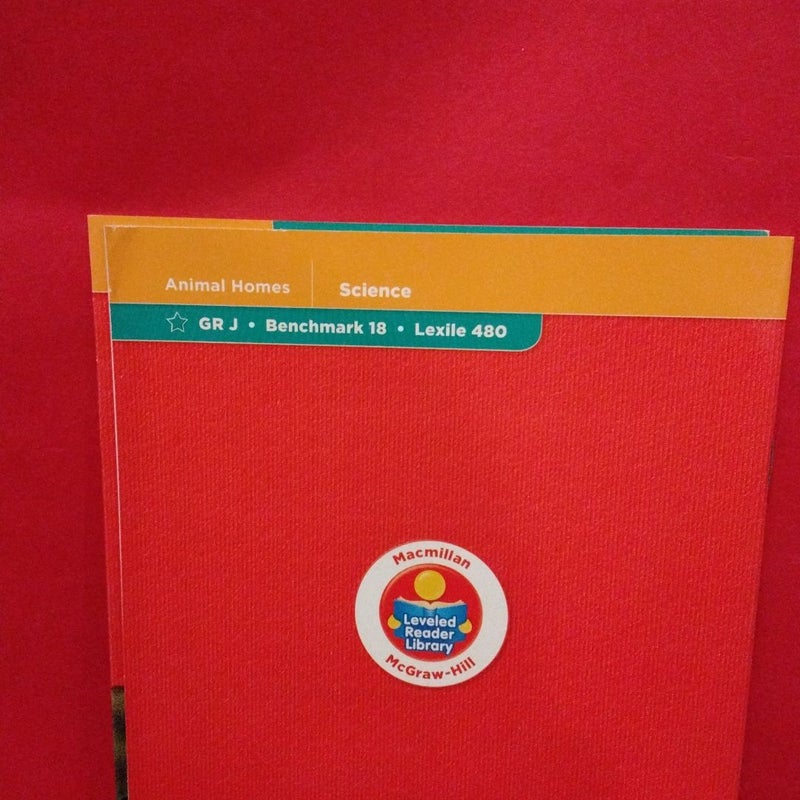 Animal Homes Science
GR J • Benchmark 18 • Lexile 480
Macmillan
Leveled
Reader
Library
McGraw-Hill